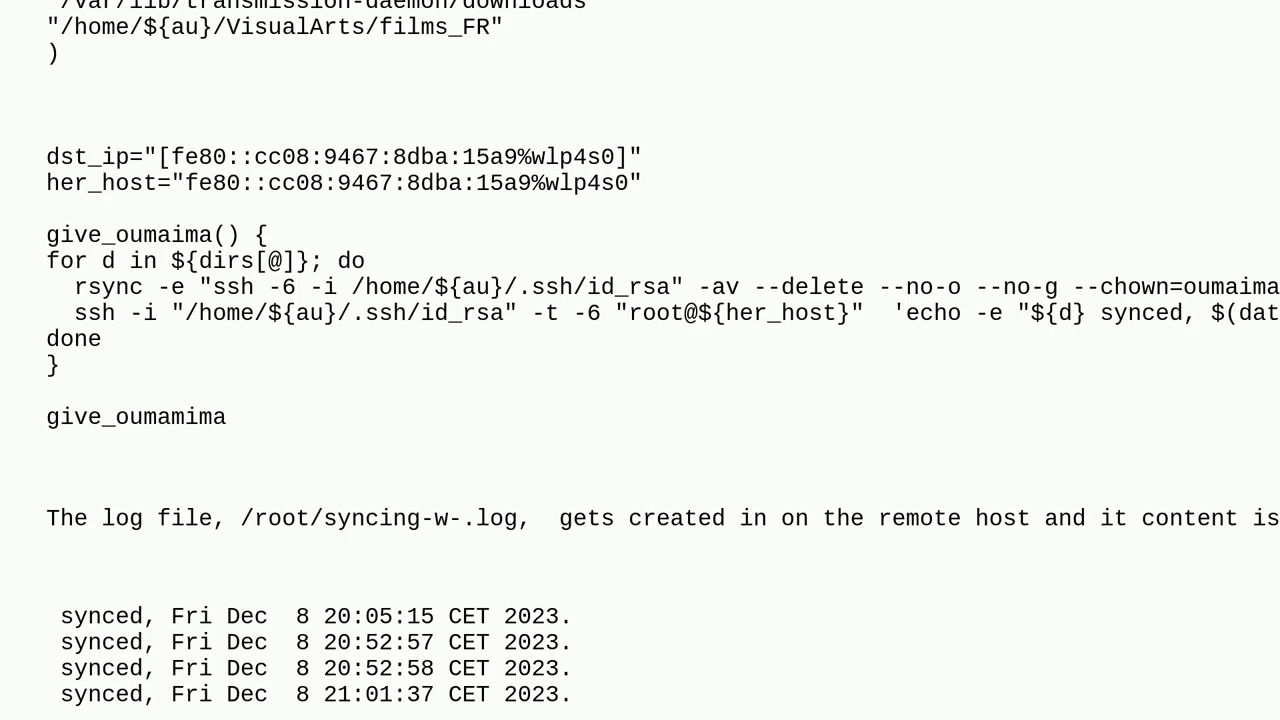 "/var/lib/transmission-daemon/downloads"
"/home/${au}/VisualArts/films_FR"
)
dst_ip="[fe80::cc08:9467:8dba:15a9%wlp4s0]"
her_host="fe80::cc08:9467:8dba:15a9%wlp4s0"
give_oumaima() {
for d in ${dirs[@]}; do
rsync -e "ssh -6 -i /home/${au}/.ssh/id_rsa" -av --delete --no-o --no-g --chown=oumaima
ssh -i "/home/${au}/.ssh/id_rsa" -t -6 "root@${her_host}"  'echo -e "${d} synced, $(dat
done
}
give_oumamima
The log file, /root/syncing-w-.log,  gets created in on the remote host and it content is
synced, Fri Dec  8 20:05:15 CET 2023.
synced, Fri Dec  8 20:52:57 CET 2023.
synced, Fri Dec  8 20:52:58 CET 2023.
synced, Fri Dec  8 21:01:37 CET 2023.